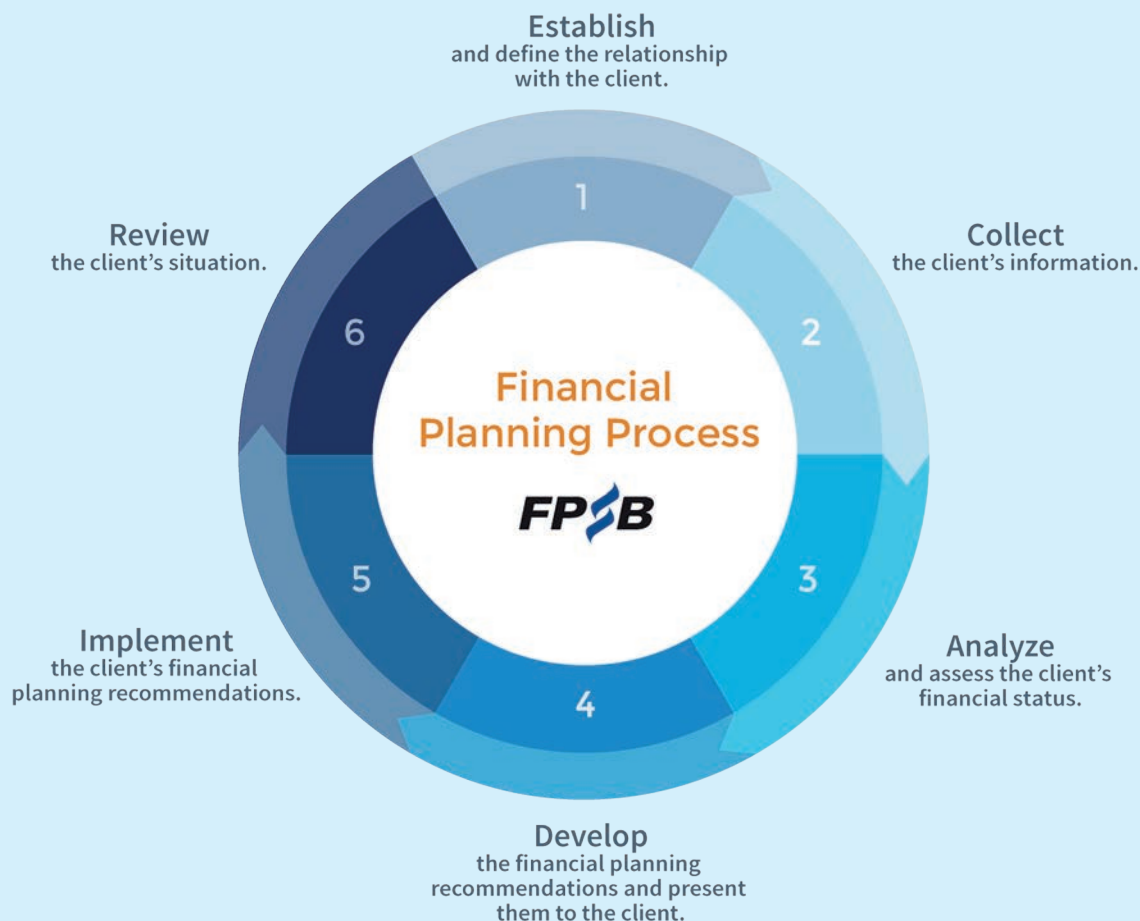 Establish
and define the relationship
with the client.
1
Collect
the client’s information.
2
Analyze
and assess the client’s
financial status.
3
Develop
the financial planning
recommendations and present
them to the client.
4
Implement
the client’s financial
planning recommendations.
5
Review
the client’s situation.
6
Financial
Planning Process
FPSB